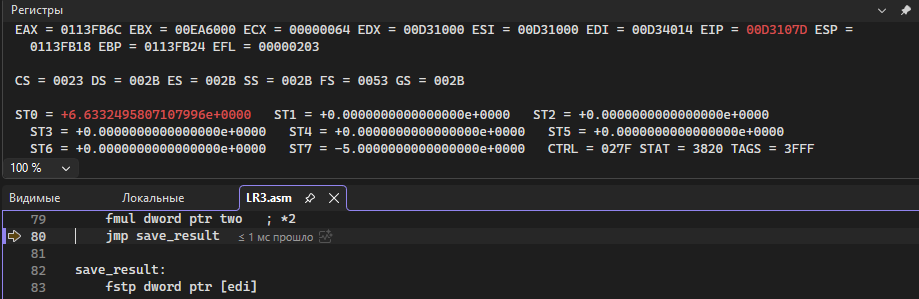 Регистры
EAX = 0113FB6C EBX = 00EA6000 ECX = 00000064 EDX = 00D31000 ESI = 00D31000 EDI = 00D34014 EIP = 00D3107D ESP =
0113FB18 EBP = 0113FB24 EFL = 00000203
CS = 0023 DS = 002B ES = 002B SS = 002B FS = 0053 GS = 002B
ST0 = +6.6332495807107996e+0000 ST1 = +0.0000000000000000e+0000 ST2 = +0.0000000000000000e+0000
ST3 = +0.0000000000000000e+0000 ST4 = +0.0000000000000000e+0000 ST5 = +0.0000000000000000e+0000
ST6 = +0.0000000000000000e+0000 ST7 = -5.0000000000000000e+0000 CTRL = 027F STAT = 3820 TAGS = 3FFF
100 %
Видимые Локальные LR3.asm
79 fmul dword ptr two ; *2
80 jmp save_result ≤ 1 мс прошло
81
82 save_result:
83 fstp dword ptr [edi]